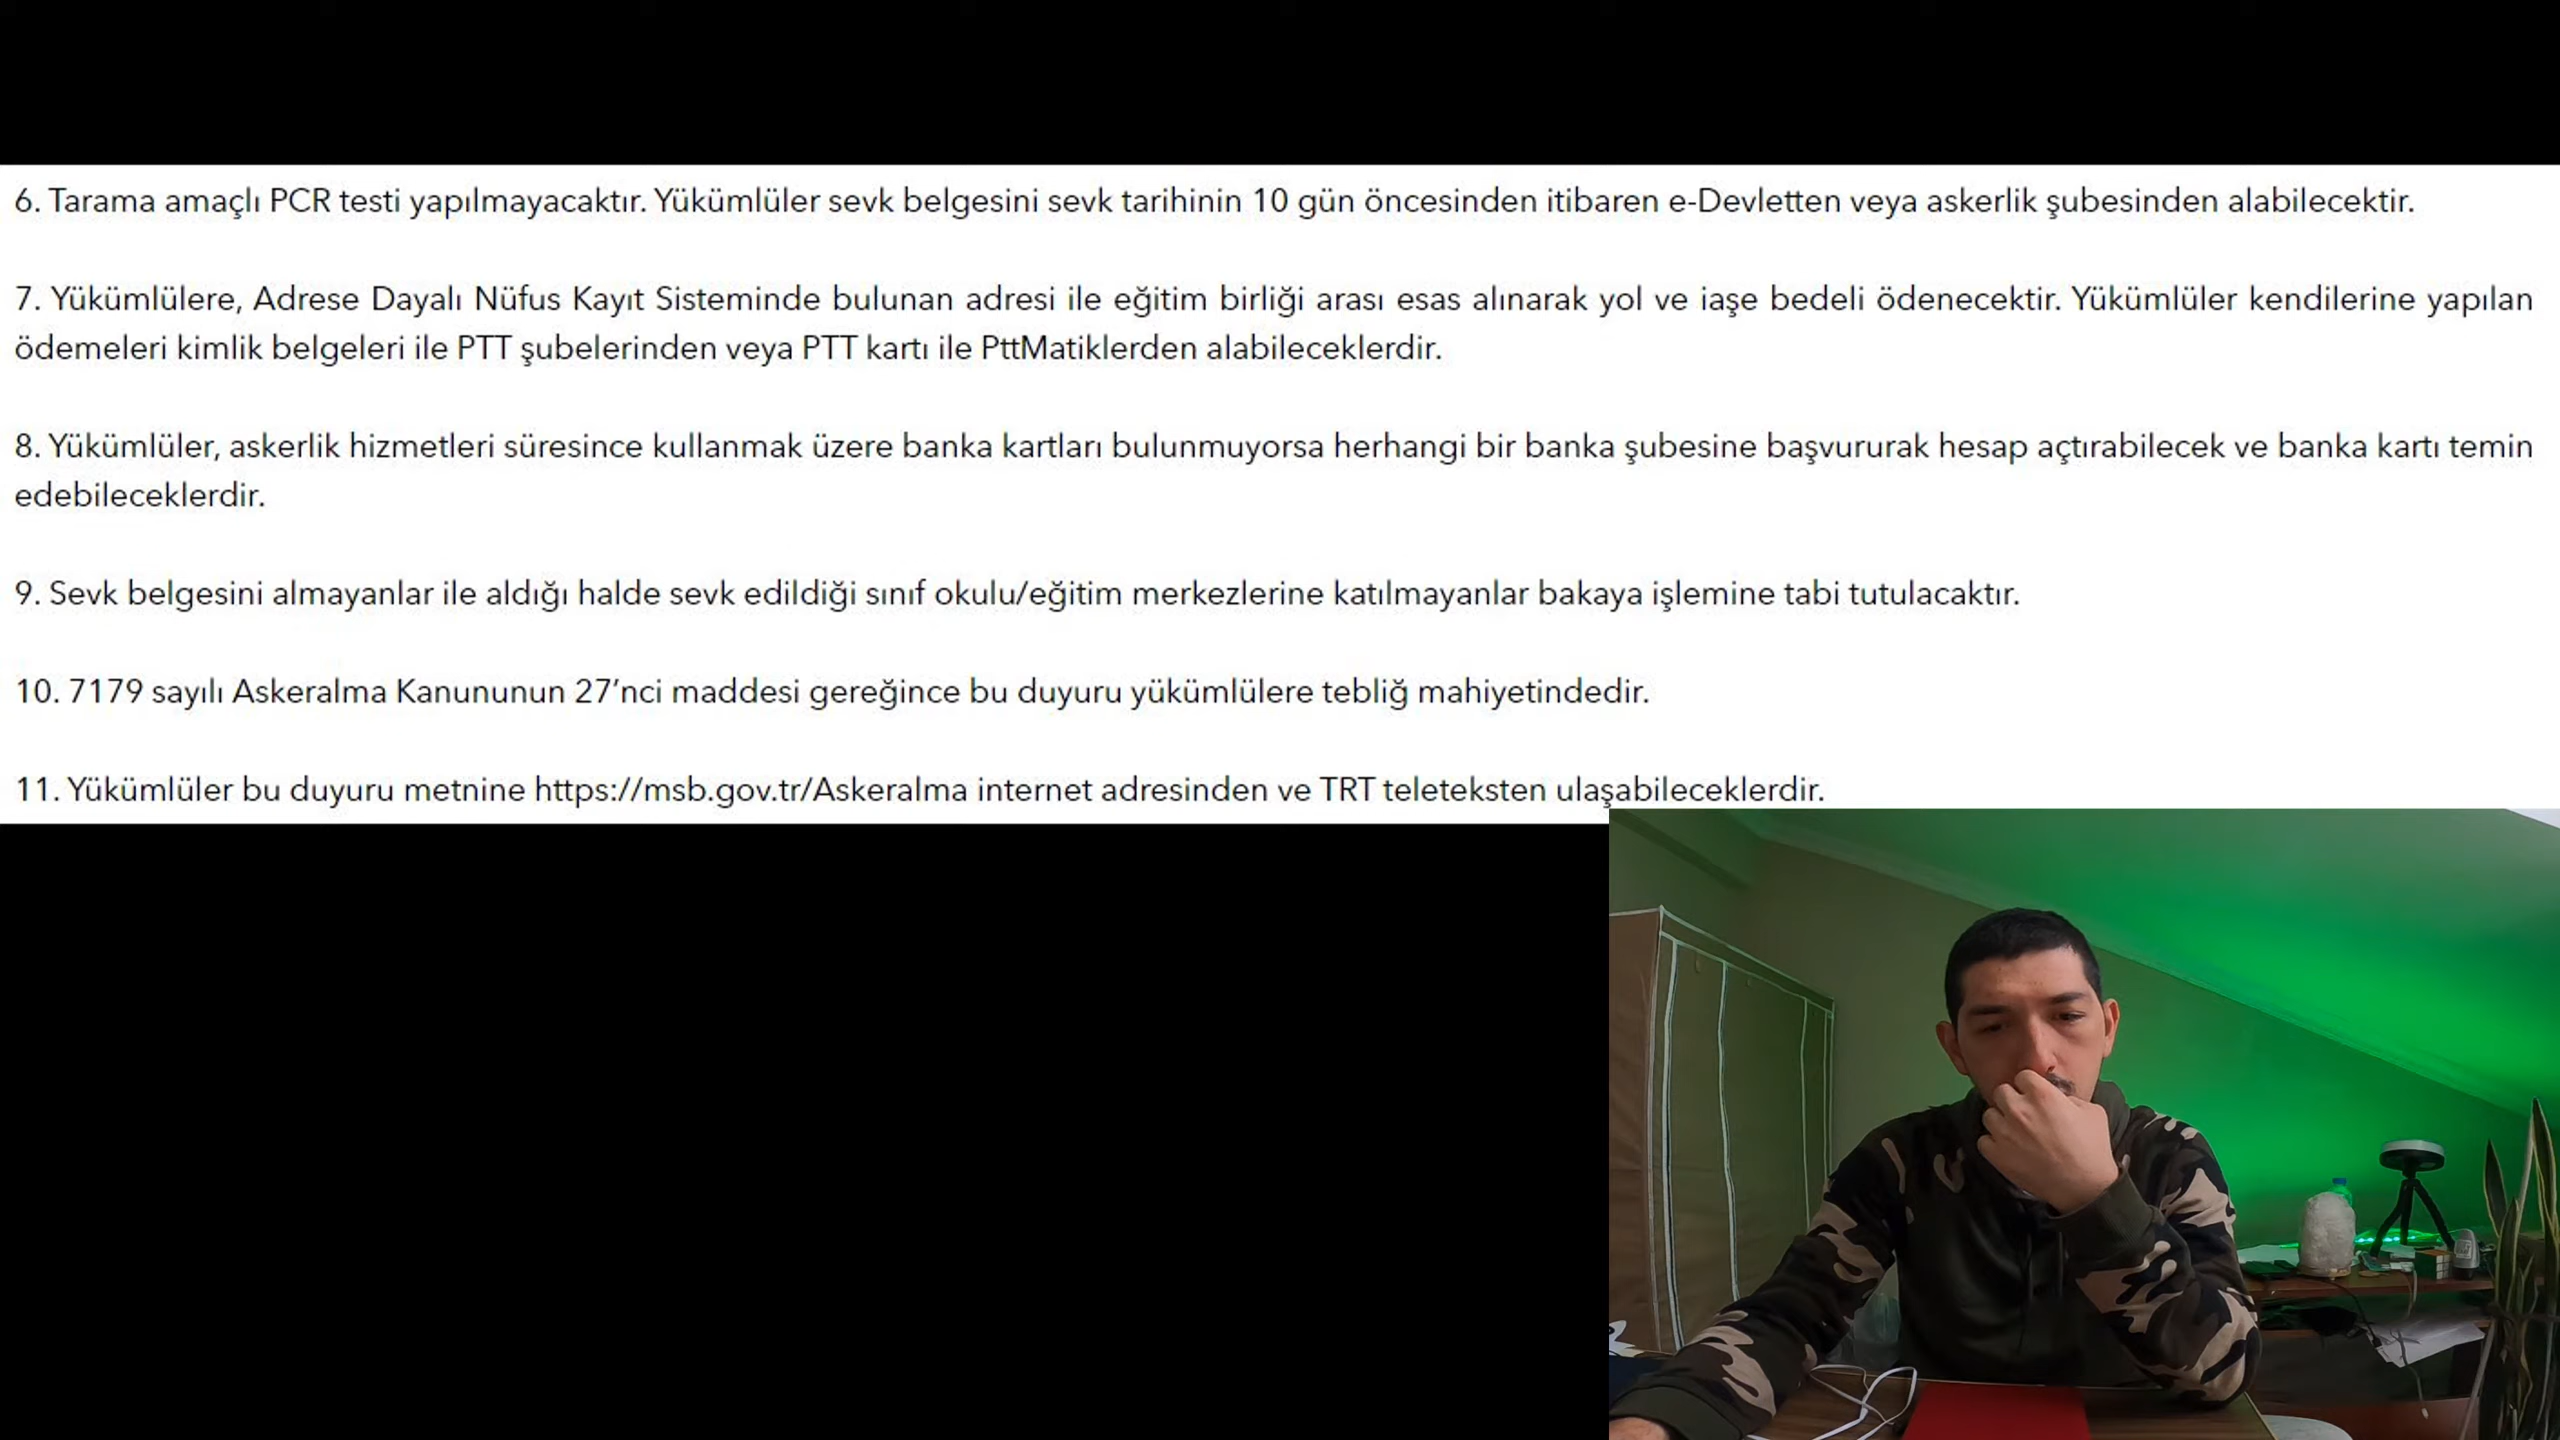 6. Tarama amaçlı PCR testi yapılmayacaktır. Yükümlüler sevk belgesini sevk tarihinin 10 gün öncesinden itibaren e-Devletten veya askerlik şubesinden alabilecektir.
7. Yükümlülere, Adrese Dayalı Nüfus Kayıt Sisteminde bulunan adresi ile eğitim birliği arası esas alınarak yol ve iaşe bedeli ödenecektir. Yükümlüler kendilerine yapılan
ödemeleri kimlik belgeleri ile PTT şubelerinden veya PTT kartı ile PttMatiklerden alabileceklerdir.
8. Yükümlüler, askerlik hizmetleri süresince kullanmak üzere banka kartları bulunmuyorsa herhangi bir banka şubesine başvururak hesap açtırabilecek ve banka kartı temin
edebileceklerdir.
9. Sevk belgesini almayanlar ile aldığı halde sevk edildiği sınıf okulu/eğitim merkezlerine katılmayanlar bakaya işlemine tabi tutulacaktır.
10. 7179 sayılı Askeralma Kanununun 27’nci maddesi gereğince bu duyuru yükümlülere tebliğ mahiyetindedir.
11. Yükümlüler bu duyuru metnine https://msb.gov.tr/Askeralma internet adresinden ve TRT teleteksten ulaşabileceklerdir.